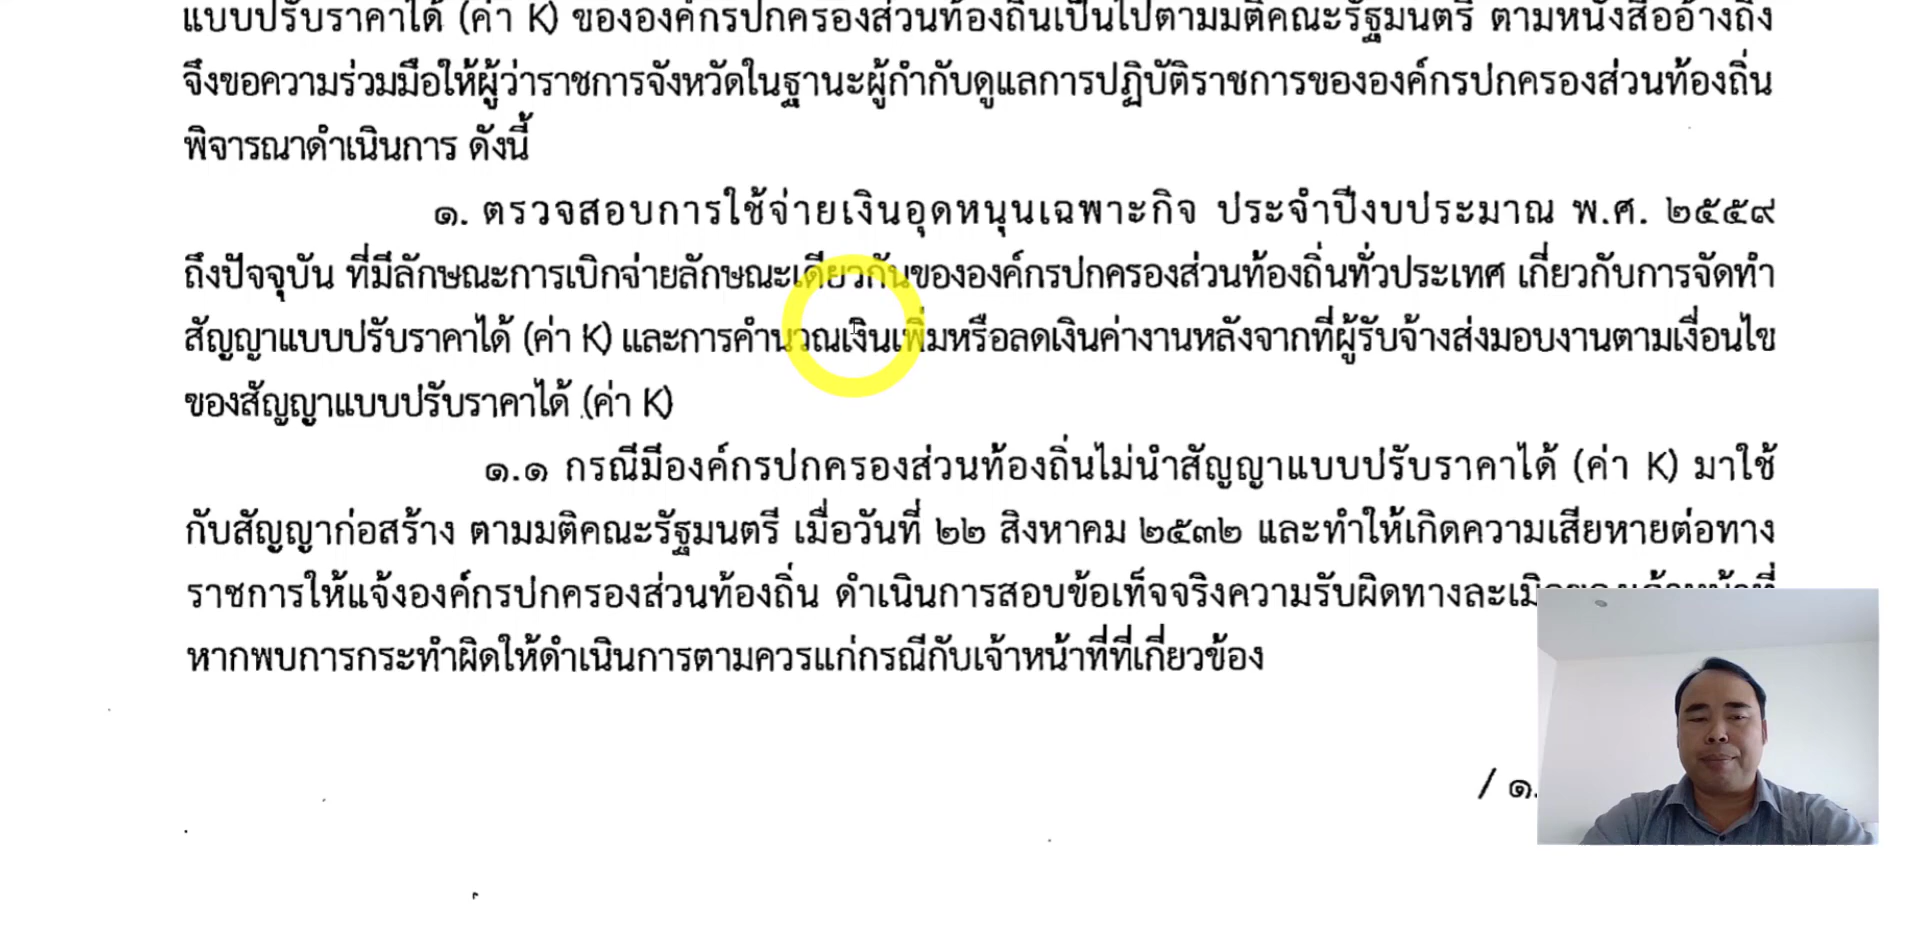 แบบปรับราคาได้ (ค่า K) ขององค์กรปกครองส่วนท้องถิ่นเป็นไปตามมติคณะรัฐมนตรี ตามหนังสืออ้างถึง
จึงขอความร่วมมือให้ผู้ว่าราชการจังหวัดในฐานะผู้กำกับดูแลการปฏิบัติราชการขององค์กรปกครองส่วนท้องถิ่น
พิจารณาดำเนินการ ดังนี้
๑. ตรวจสอบการใช้จ่ายเงินอุดหนุนเฉพาะกิจ ประจำปีงบประมาณ พ.ศ. ๒๕๕๙
ถึงปัจจุบัน ที่มีลักษณะการเบิกจ่ายลักษณะเดียวกันขององค์กรปกครองส่วนท้องถิ่นทั่วประเทศ เกี่ยวกับการจัดทำ
สัญญาแบบปรับราคาได้ (ค่า K) และการคำนวณเงินเพิ่มหรือลดเงินค่างานหลังจากที่ผู้รับจ้างส่งมอบงานตามเงื่อนไข
ของสัญญาแบบปรับราคาได้ (ค่า K)
๑.๑ กรณีมีองค์กรปกครองส่วนท้องถิ่นไม่นำสัญญาแบบปรับราคาได้ (ค่า K) มาใช้
กับสัญญาก่อสร้าง ตามมติคณะรัฐมนตรี เมื่อวันที่ ๒๒ สิงหาคม ๒๕๓๒ และทำให้เกิดความเสียหายต่อทาง
ราชการให้แจ้งองค์กรปกครองส่วนท้องถิ่น ดำเนินการสอบข้อเท็จจริงความรับผิดทาง
หากพบการกระทำผิดให้ดำเนินการตามควรแก่กรณีกับเจ้าหน้าที่ที่เกี่ยวข้อง
/ ๑.